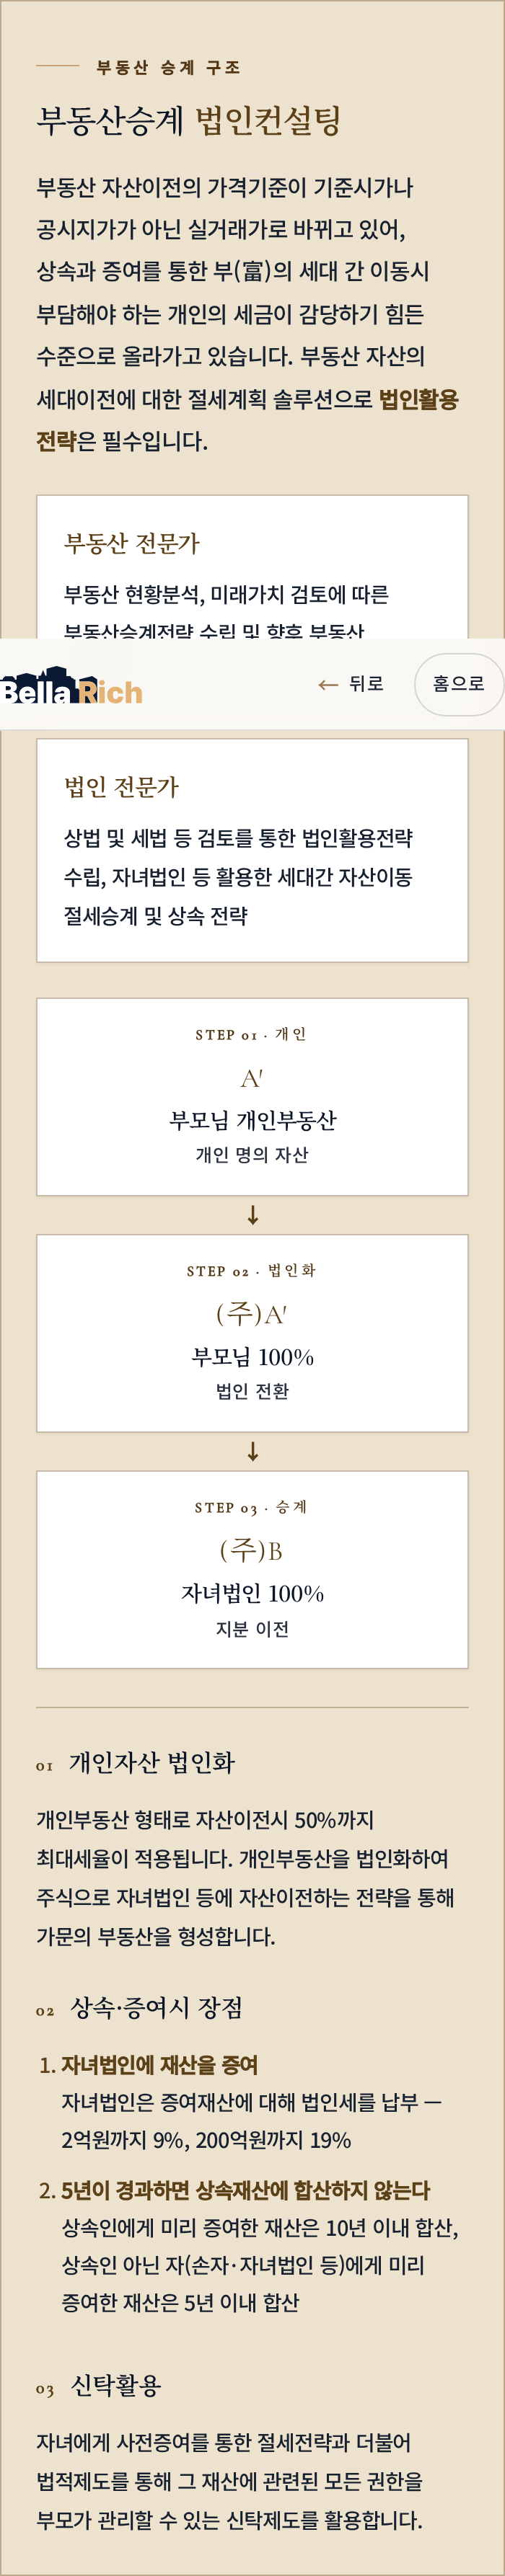 부동산 승계 구조
부동산승계 법인컨설팅
부동산 자산이전의 가격기준이 기준시가나
공시지가가 아닌 실거래가로 바뀌고 있어,
상속과 증여를 통한 부(富)의 세대 간 이동시
부담해야 하는 개인의 세금이 감당하기 힘든
수준으로 올라가고 있습니다. 부동산 자산의
세대이전에 대한 절세계획 솔루션으로 법인활용
전략은 필수입니다.
부동산 전문가
부동산 현황분석, 미래가치 검토에 따른
부동산승계전략 수립 및 향후 부동산
Bella Rich
← 뒤로
홈으로
법인 전문가
상법 및 세법 등 검토를 통한 법인활용전략
수립, 자녀법인 등 활용한 세대간 자산이동
절세승계 및 상속 전략
STEP 01 · 개인
A'
부모님 개인부동산
개인 명의 자산
↓
STEP 02 · 법인화
(주)A'
부모님 100%
법인 전환
↓
STEP 03 · 승계
(주)B
자녀법인 100%
지분 이전
01 개인자산 법인화
개인부동산 형태로 자산이전시 50%까지
최대세율이 적용됩니다. 개인부동산을 법인화하여
주식으로 자녀법인 등에 자산이전하는 전략을 통해
가문의 부동산을 형성합니다.
02 상속·증여시 장점
1. 자녀법인에 재산을 증여
자녀법인은 증여재산에 대해 법인세를 납부 —
2억원까지 9%, 200억원까지 19%
2. 5년이 경과하면 상속재산에 합산하지 않는다
상속인에게 미리 증여한 재산은 10년 이내 합산,
상속인 아닌 자(손자·자녀법인 등)에게 미리
증여한 재산은 5년 이내 합산
03 신탁활용
자녀에게 사전증여를 통한 절세전략과 더불어
법적제도를 통해 그 재산에 관련된 모든 권한을
부모가 관리할 수 있는 신탁제도를 활용합니다.